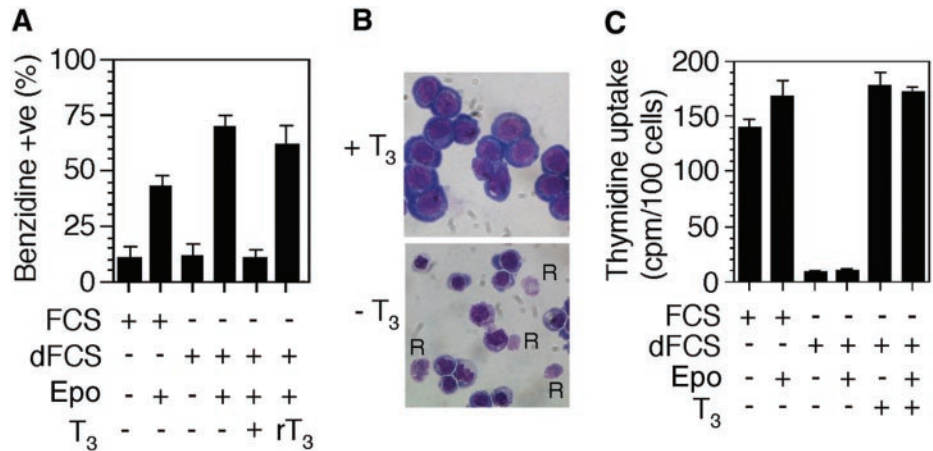 A
Benzidine +ve (%)
100
75
50
25
0
FCS + + - - - -
dFCS - - + + + +
Epo - + - + + +
T3 - - - - + rT3
B
+ T3
- T3
R
R
R
R
C
Thymidine uptake
(cpm/100 cells)
200
150
100
50
0
FCS + + - - - -
dFCS - - + + + +
Epo - + - + - +
T3 - - - - + +